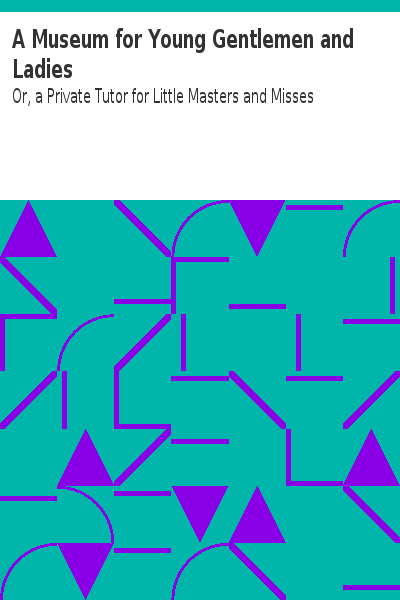 A Museum for Young Gentlemen and
Ladies
Or, a Private Tutor for Little Masters and Misses